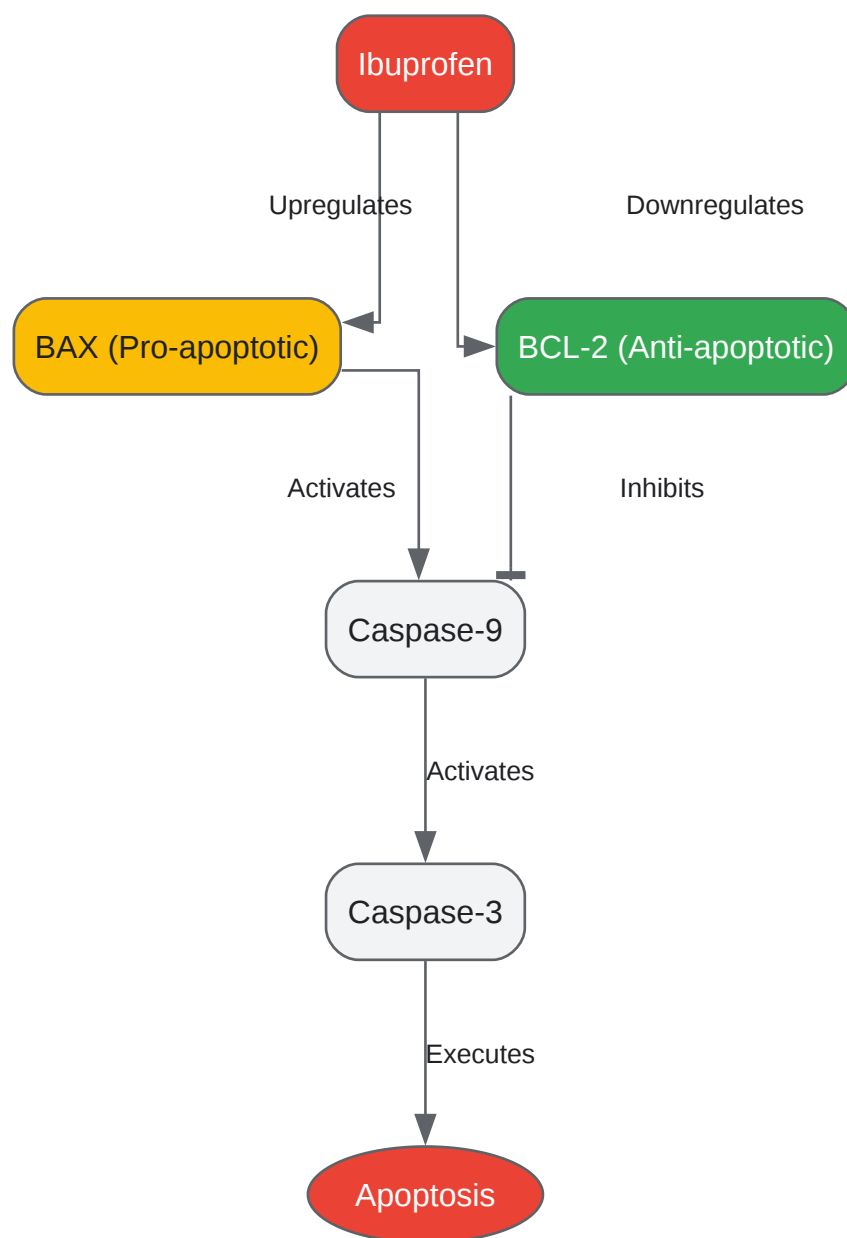 Ibuprofen
Upregulates
Downregulates
BAX (Pro-apoptotic)
BCL-2 (Anti-apoptotic)
Activates
Inhibits
Caspase-9
Activates
Caspase-3
Executes
Apoptosis